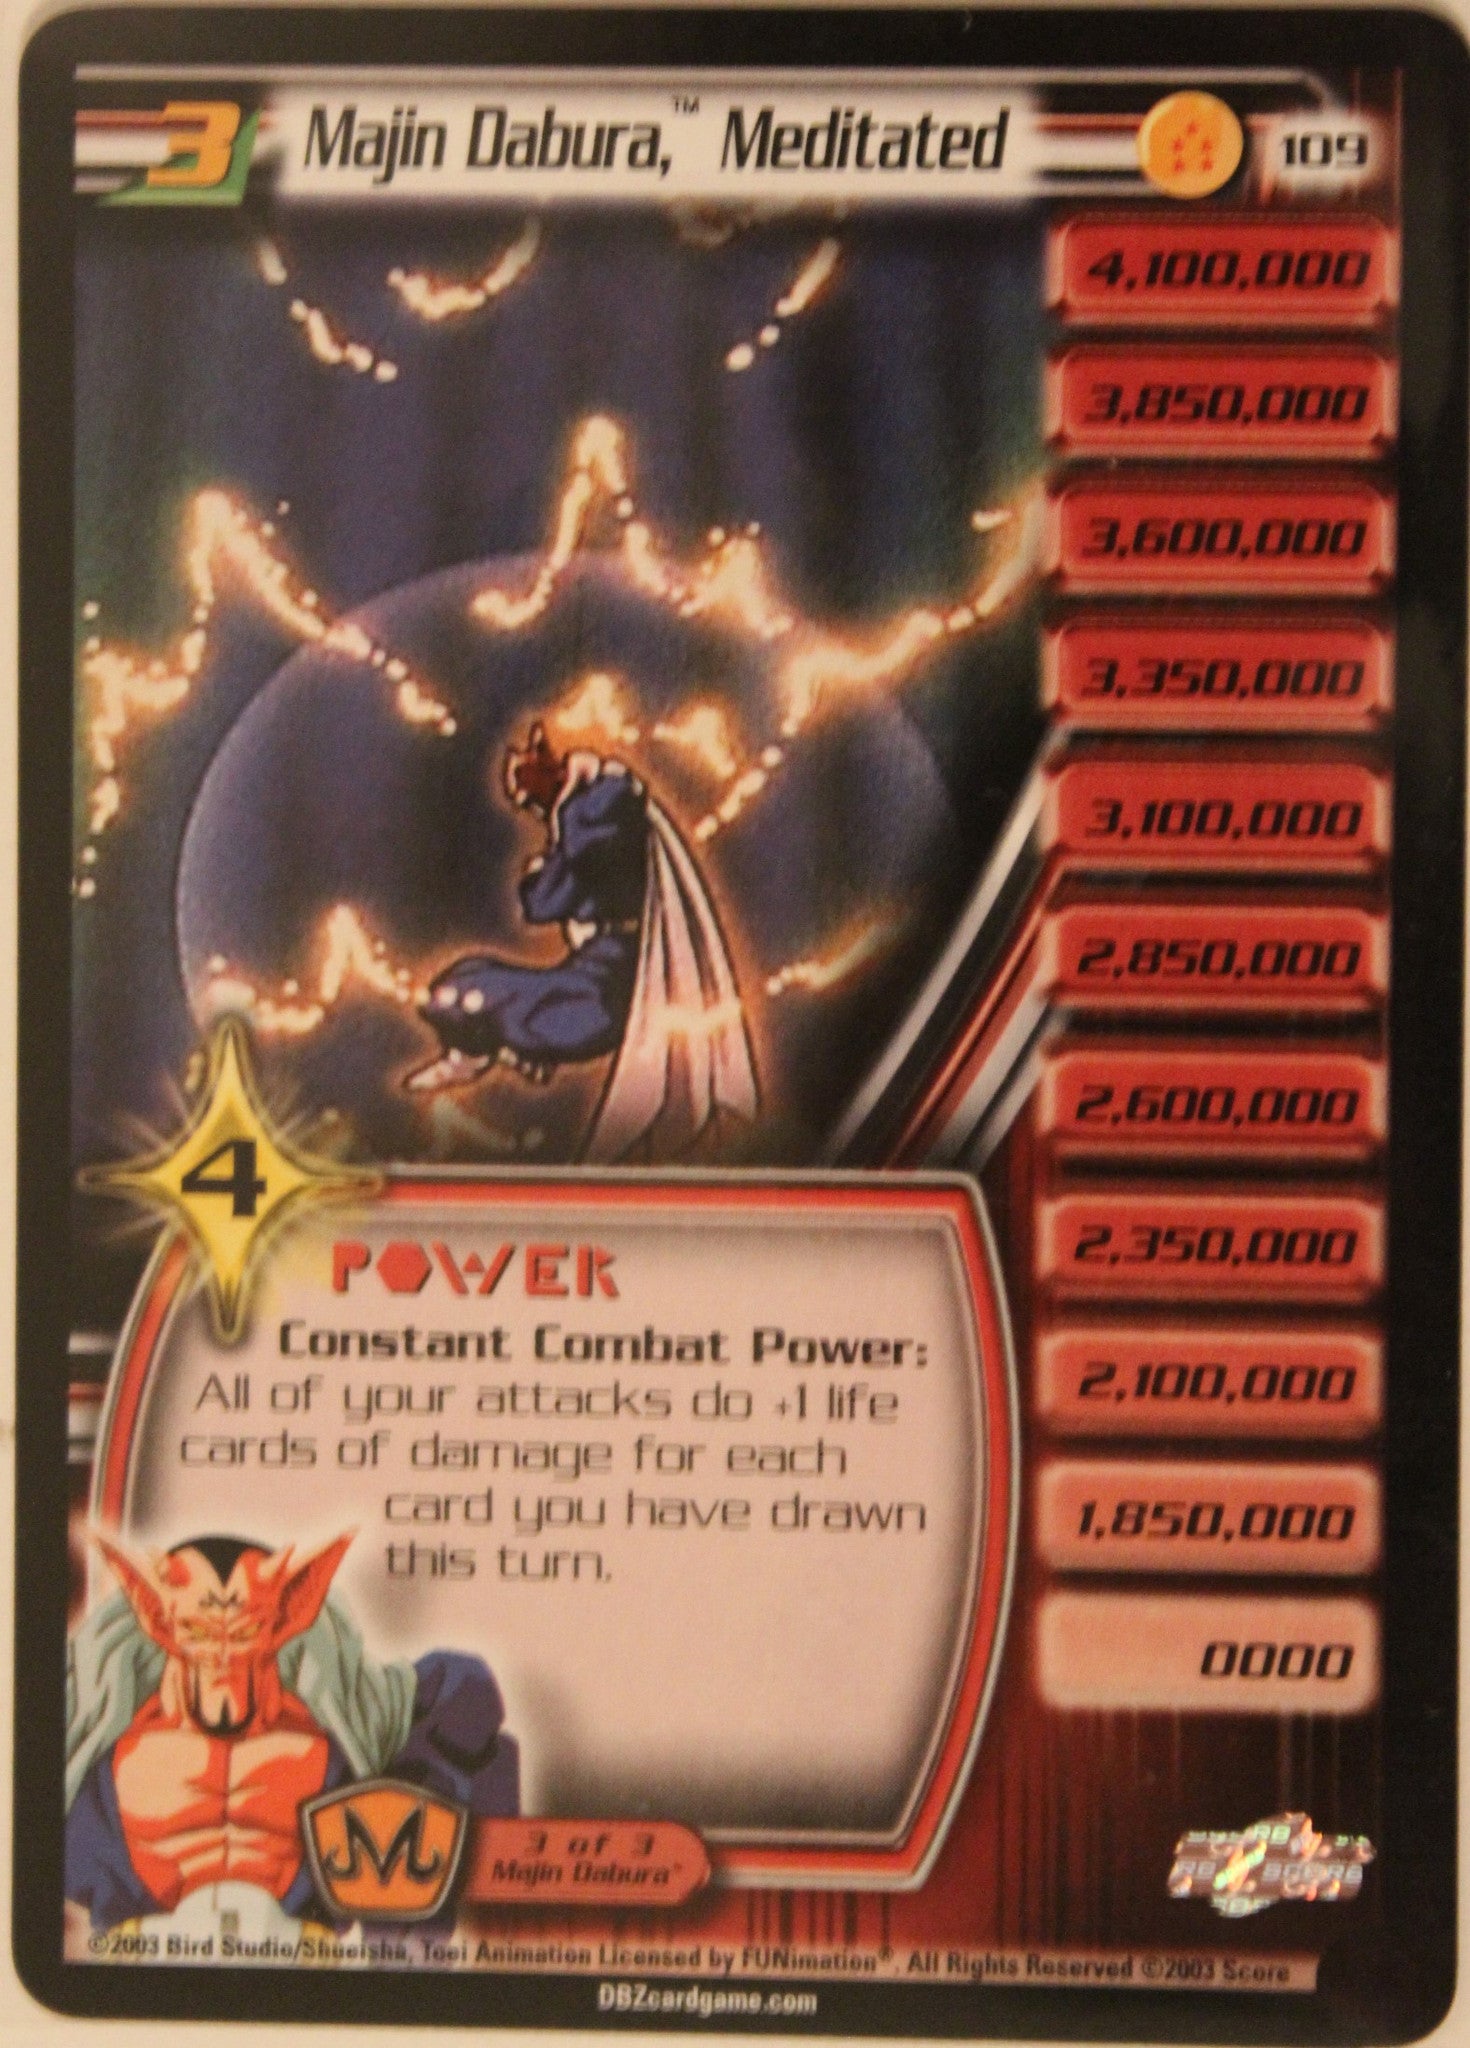 3
Majin Dabura,™ Meditated
109
4,100,000
3,850,000
3,600,000
3,350,000
3,100,000
2,850,000
2,600,000
2,350,000
2,100,000
1,850,000
0000
4
POWER
Constant Combat Power:
All of your attacks do +1 life
cards of damage for each
card you have drawn
this turn.
M
M
3 of 3
Majin Dabura™
SCORE
©2003 Bird Studio/Shueisha, Toei Animation Licensed by FUNimation®. All Rights Reserved ©2003 Score
DBZcardgame.com